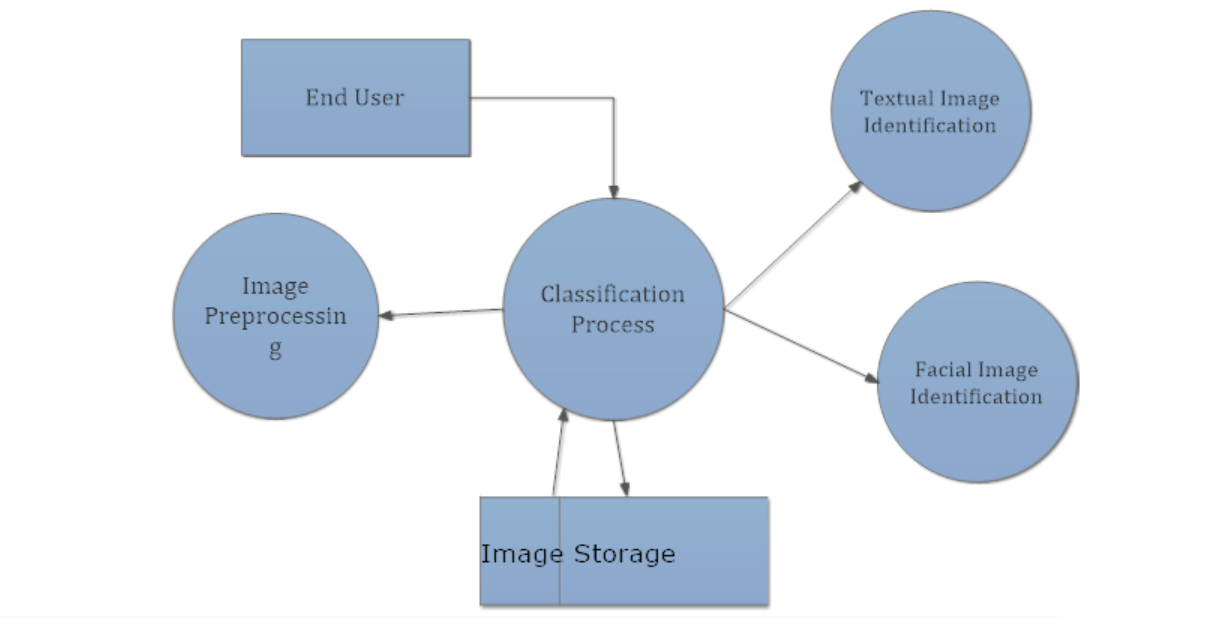 End User
Textual Image
Identification
Image
Preprocessin
g
Classification
Process
Facial Image
Identification
Image Storage